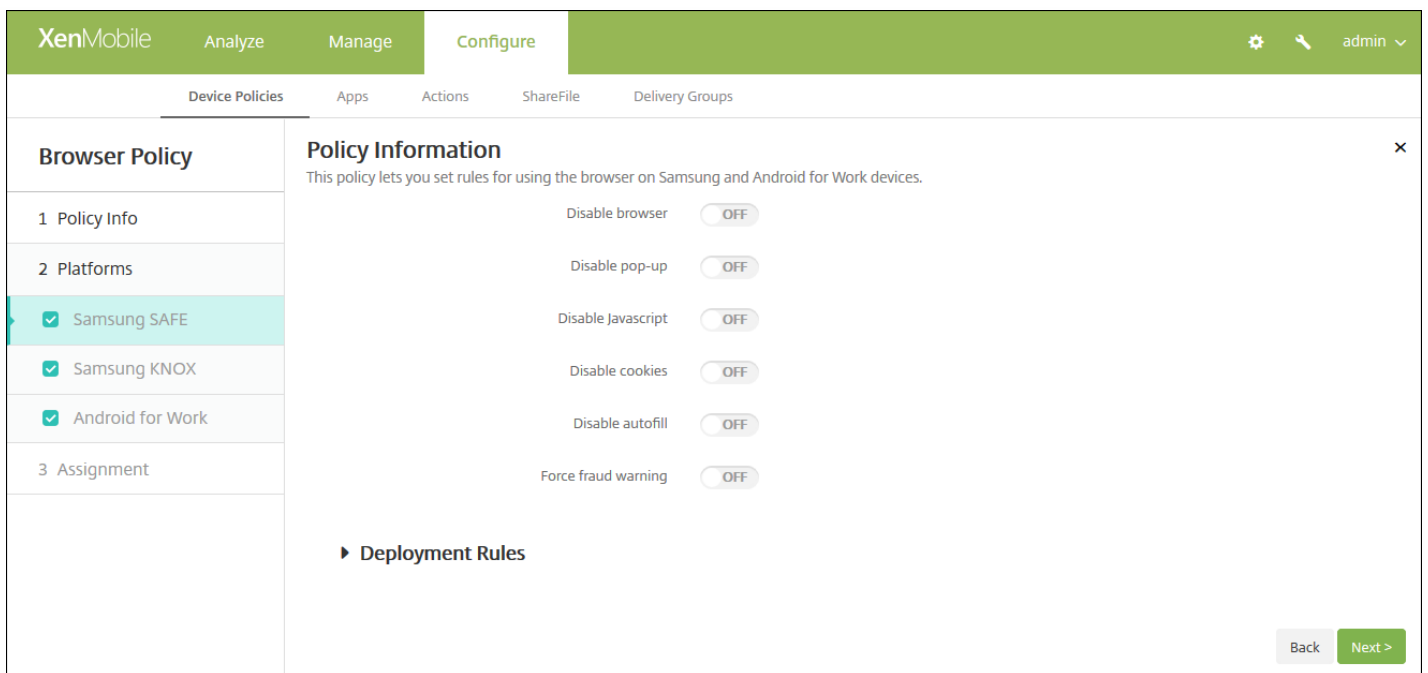 XenMobile Analyze Manage Configure admin
Device Policies Apps Actions ShareFile Delivery Groups
Browser Policy
1 Policy Info
2 Platforms
Samsung SAFE
Samsung KNOX
Android for Work
3 Assignment
Policy Information
This policy lets you set rules for using the browser on Samsung and Android for Work devices.
Disable browser OFF
Disable pop-up OFF
Disable Javascript OFF
Disable cookies OFF
Disable autofill OFF
Force fraud warning OFF
Deployment Rules
Back Next >